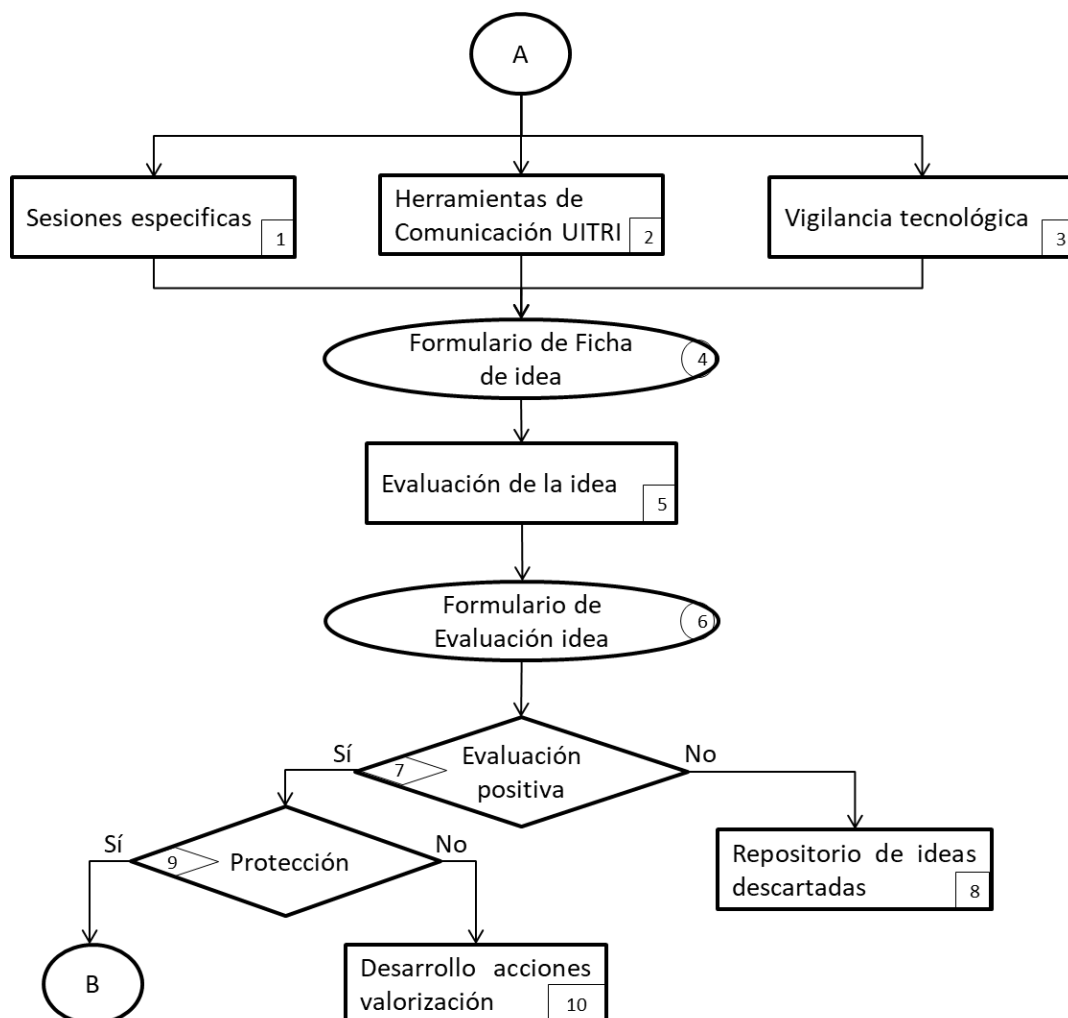 A
Sesiones especificas
1
Herramientas de
Comunicación UITRI
2
Vigilancia tecnológica
3
Formulario de Ficha
de idea
4
Evaluación de la idea
5
Formulario de
Evaluación idea
6
Sí
7
Evaluación
positiva
No
Sí
9
Protección
No
Repositorio de ideas
descartadas
8
B
Desarrollo acciones
valorización
10